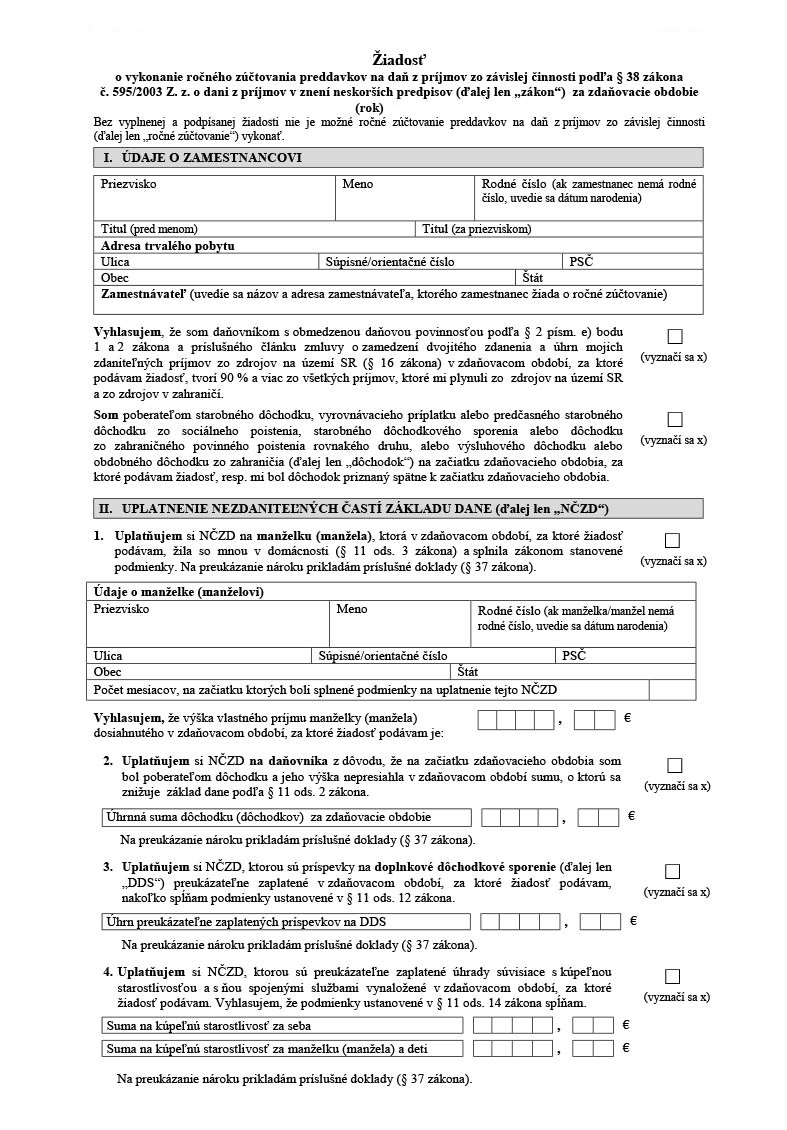 Žiadosť
o vykonanie ročného zúčtovania preddavkov na daň z príjmov zo závislej činnosti podľa § 38 zákona
č. 595/2003 Z. z. o dani z príjmov v znení neskorších predpisov (ďalej len „zákon“) za zdaňovacie obdobie
(rok)
Bez vyplnenej a podpísanej žiadosti nie je možné ročné zúčtovanie preddavkov na daň z príjmov zo závislej činnosti
(ďalej len „ročné zúčtovanie“) vykonať.
I. ÚDAJE O ZAMESTNANCOVI
Priezvisko Meno Rodné číslo (ak zamestnanec nemá rodné
číslo, uvedie sa dátum narodenia)
Titul (pred menom) Titul (za priezviskom)
Adresa trvalého pobytu
Ulica Súpisné/orientačné číslo PSČ
Obec Štát
Zamestnávateľ (uvedie sa názov a adresa zamestnávateľa, ktorého zamestnanec žiada o ročné zúčtovanie)
Vyhlasujem, že som daňovníkom s obmedzenou daňovou povinnosťou podľa § 2 písm. e) bodu
1 a 2 zákona a príslušného článku zmluvy o zamedzení dvojitého zdanenia a úhrn mojich
zdaniteľných príjmov zo zdrojov na území SR (§ 16 zákona) v zdaňovacom období, za ktoré
podávam žiadosť, tvorí 90 % a viac zo všetkých príjmov, ktoré mi plynuli zo zdrojov na území SR
a zo zdrojov v zahraničí.
(vyznačí sa x)
Som poberateľom starobného dôchodku, vyrovnávacieho príplatku alebo predčasného starobného
dôchodku zo sociálneho poistenia, starobného dôchodkového sporenia alebo dôchodku
zo zahraničného povinného poistenia rovnakého druhu, alebo výsluhového dôchodku alebo
obdobného dôchodku zo zahraničia (ďalej len „dôchodok“) na začiatku zdaňovacieho obdobia, za
ktoré podávam žiadosť, resp. mi bol dôchodok priznaný spätne k začiatku zdaňovacieho obdobia.
(vyznačí sa x)
II. UPLATNENIE NEZDANITEĽNÝCH ČASTÍ ZÁKLADU DANE (ďalej len „NČZD“)
1. Uplatňujem si NČZD na manželku (manžela), ktorá v zdaňovacom období, za ktoré žiadosť
podávam, žila so mnou v domácnosti (§ 11 ods. 3 zákona) a splnila zákonom stanovené
podmienky. Na preukázanie nároku prikladám príslušné doklady (§ 37 zákona).
(vyznačí sa x)
Údaje o manželke (manželovi)
Priezvisko Meno Rodné číslo (ak manželka/manžel nemá
rodné číslo, uvedie sa dátum narodenia)
Ulica Súpisné/orientačné číslo PSČ
Obec Štát
Počet mesiacov, na začiatku ktorých boli splnené podmienky na uplatnenie tejto NČZD
Vyhlasujem, že výška vlastného príjmu manželky (manžela)
dosiahnutého v zdaňovacom období, za ktoré žiadosť podávam je: , €
2. Uplatňujem si NČZD na daňovníka z dôvodu, že na začiatku zdaňovacieho obdobia som
bol poberateľom dôchodku a jeho výška nepresiahla v zdaňovacom období sumu, o ktorú sa
znižuje základ dane podľa § 11 ods. 2 zákona.
(vyznačí sa x)
Úhrnná suma dôchodku (dôchodkov) za zdaňovacie obdobie , €
Na preukázanie nároku prikladám príslušné doklady (§ 37 zákona).
3. Uplatňujem si NČZD, ktorou sú príspevky na doplnkové dôchodkové sporenie (ďalej len
„DDS“) preukázateľne zaplatené v zdaňovacom období, za ktoré žiadosť podávam,
nakoľko spĺňam podmienky ustanovené v § 11 ods. 12 zákona.
(vyznačí sa x)
Úhrn preukázateľne zaplatených príspevkov na DDS , €
Na preukázanie nároku prikladám príslušné doklady (§ 37 zákona).
4. Uplatňujem si NČZD, ktorou sú preukázateľne zaplatené úhrady súvisiace s kúpeľnou
starostlivosťou a s ňou spojenými službami vynaložené v zdaňovacom období, za ktoré
žiadosť podávam. Vyhlasujem, že podmienky ustanovené v § 11 ods. 14 zákona spĺňam.
(vyznačí sa x)
Suma na kúpeľnú starostlivosť za seba , €
Suma na kúpeľnú starostlivosť za manželku (manžela) a deti , €
Na preukázanie nároku prikladám príslušné doklady (§ 37 zákona).